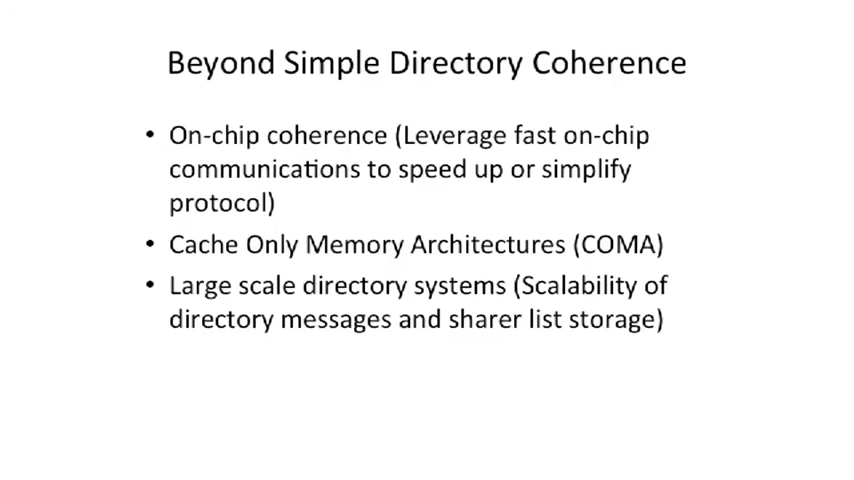 Beyond Simple Directory Coherence
• On-chip coherence (Leverage fast on-chip
communications to speed up or simplify
protocol)
• Cache Only Memory Architectures (COMA)
• Large scale directory systems (Scalability of
directory messages and sharer list storage)